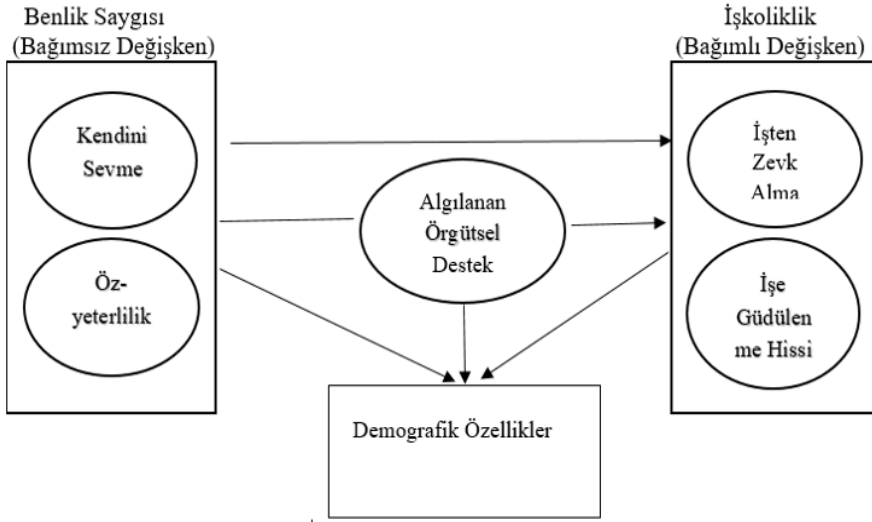 Benlik Saygısı
(Bağımsız Değişken)
Kendini
Sevme
Öz-
yeterlilik
Algılanan
Örgütsel
Destek
İşkoliklik
(Bağımlı Değişken)
İşten
Zevk
Alma
İşe
Güdülen
me Hissi
Demografik Özellikler